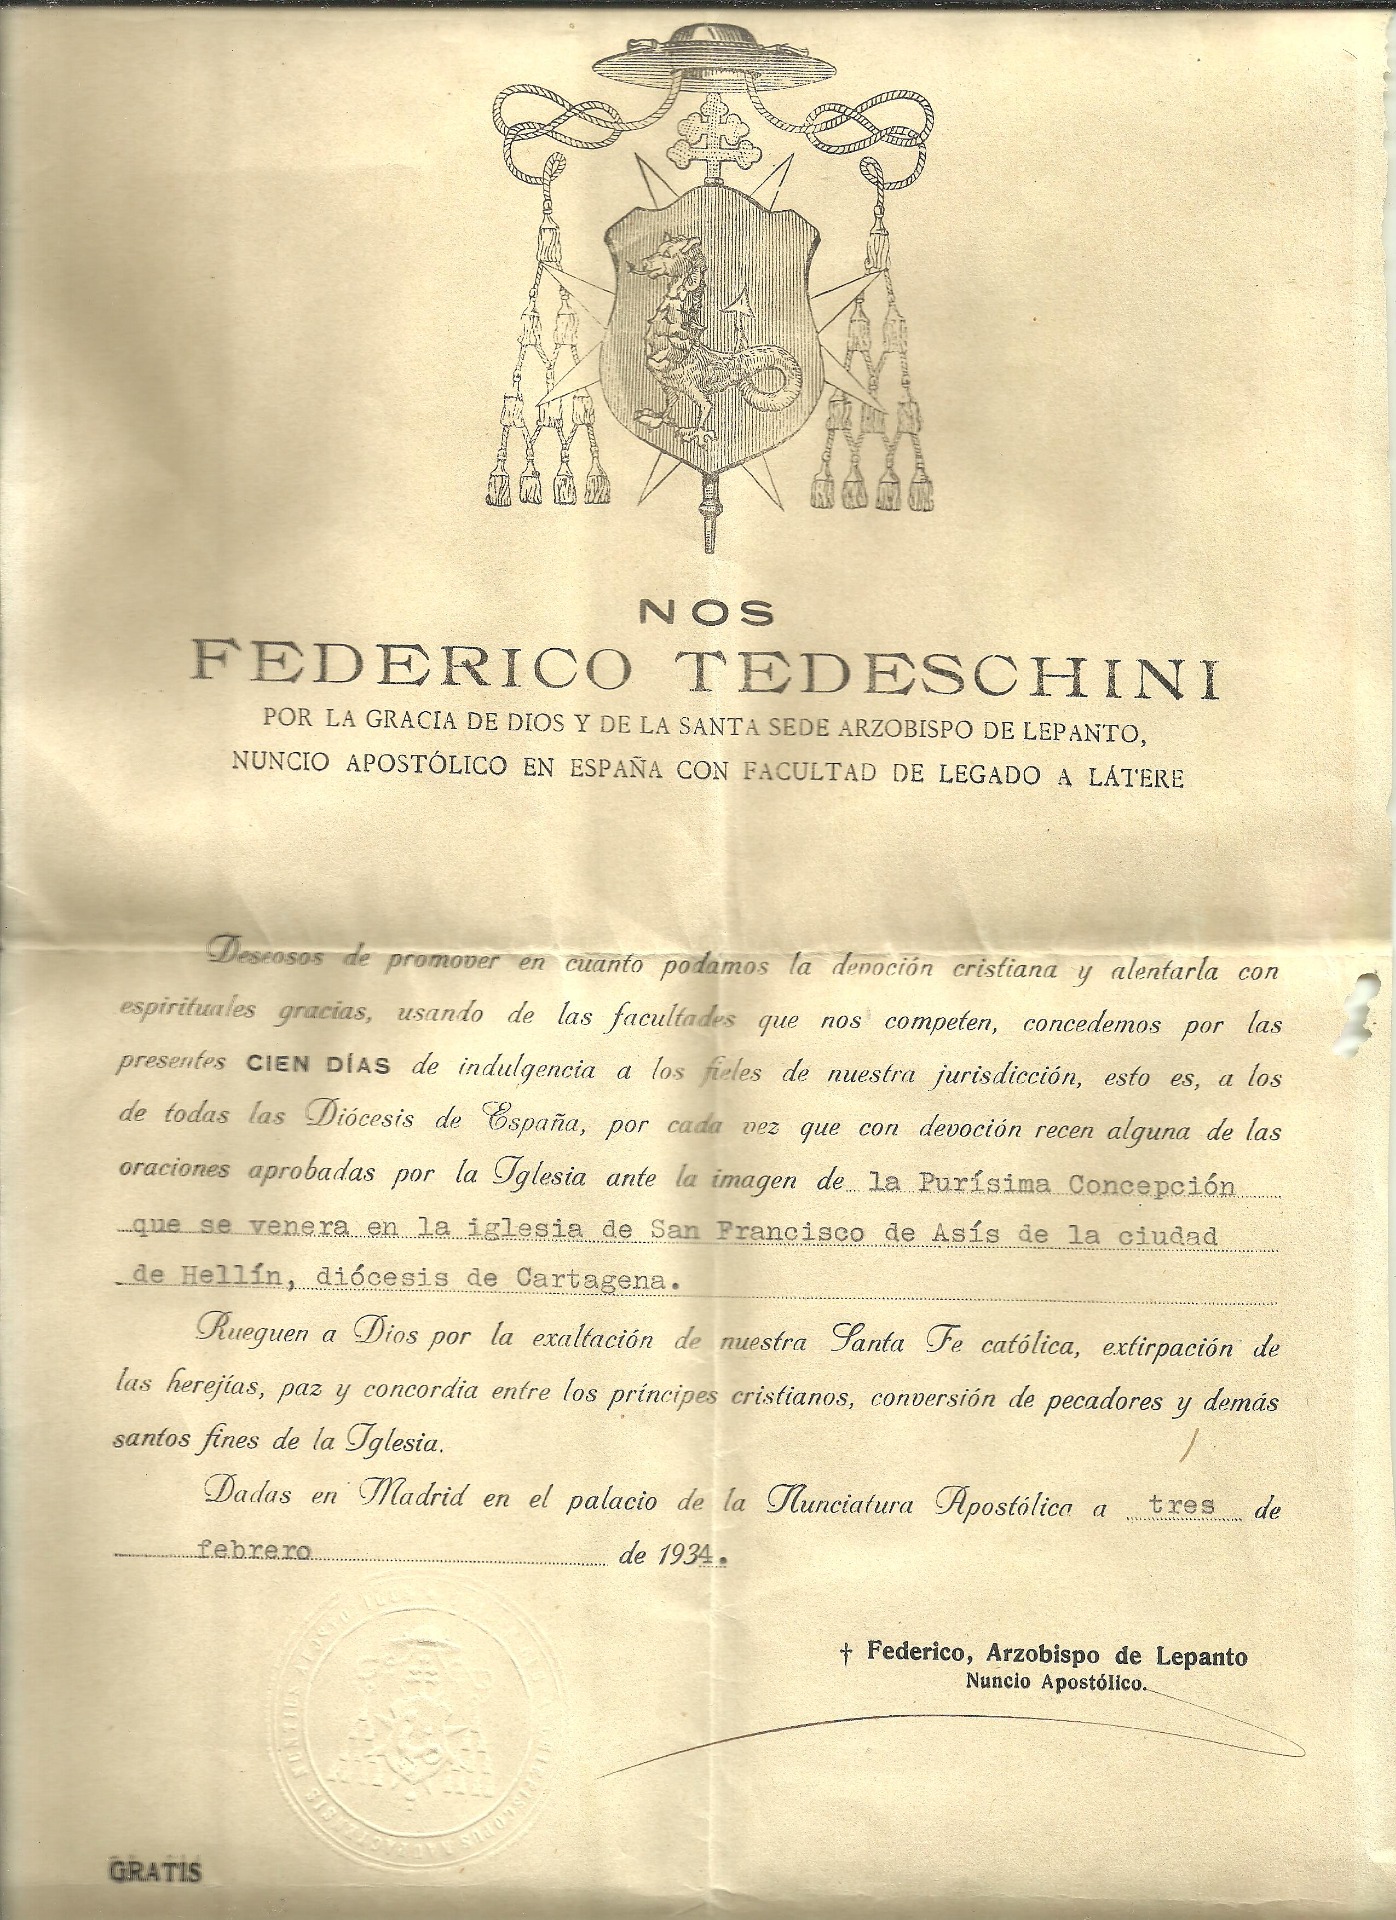 NOS
FEDERICO TEDESCHINI
POR LA GRACIA DE DIOS Y DE LA SANTA SEDE ARZOBISPO DE LEPANTO,
NUNCIO APOSTÓLICO EN ESPAÑA CON FACULTAD DE LEGADO A LÁTERE
Deseosos de promover en cuanto podamos la devoción cristiana y alentarla con
espirituales gracias, usando de las facultades que nos competen, concedemos por las
presentes CIEN DÍAS de indulgencia a los fieles de nuestra jurisdicción, esto es, a los
de todas las Diócesis de España, por cada vez que con devoción recen alguna de las
oraciones aprobadas por la Iglesia ante la imagen de la Purísima Concepción
que se venera en la iglesia de San Francisco de Asís de la ciudad
de Hellín, diócesis de Cartagena.
Rueguen a Dios por la exaltación de nuestra Santa Fe católica, extirpación de
las herejías, paz y concordia entre los príncipes cristianos, conversión de pecadores y demás
santos fines de la Iglesia.
Dadas en Madrid en el palacio de la Nunciatura Apostólica a tres de
febrero de 1934.
† Federico, Arzobispo de Lepanto
Nuncio Apostólico.
GRATIS